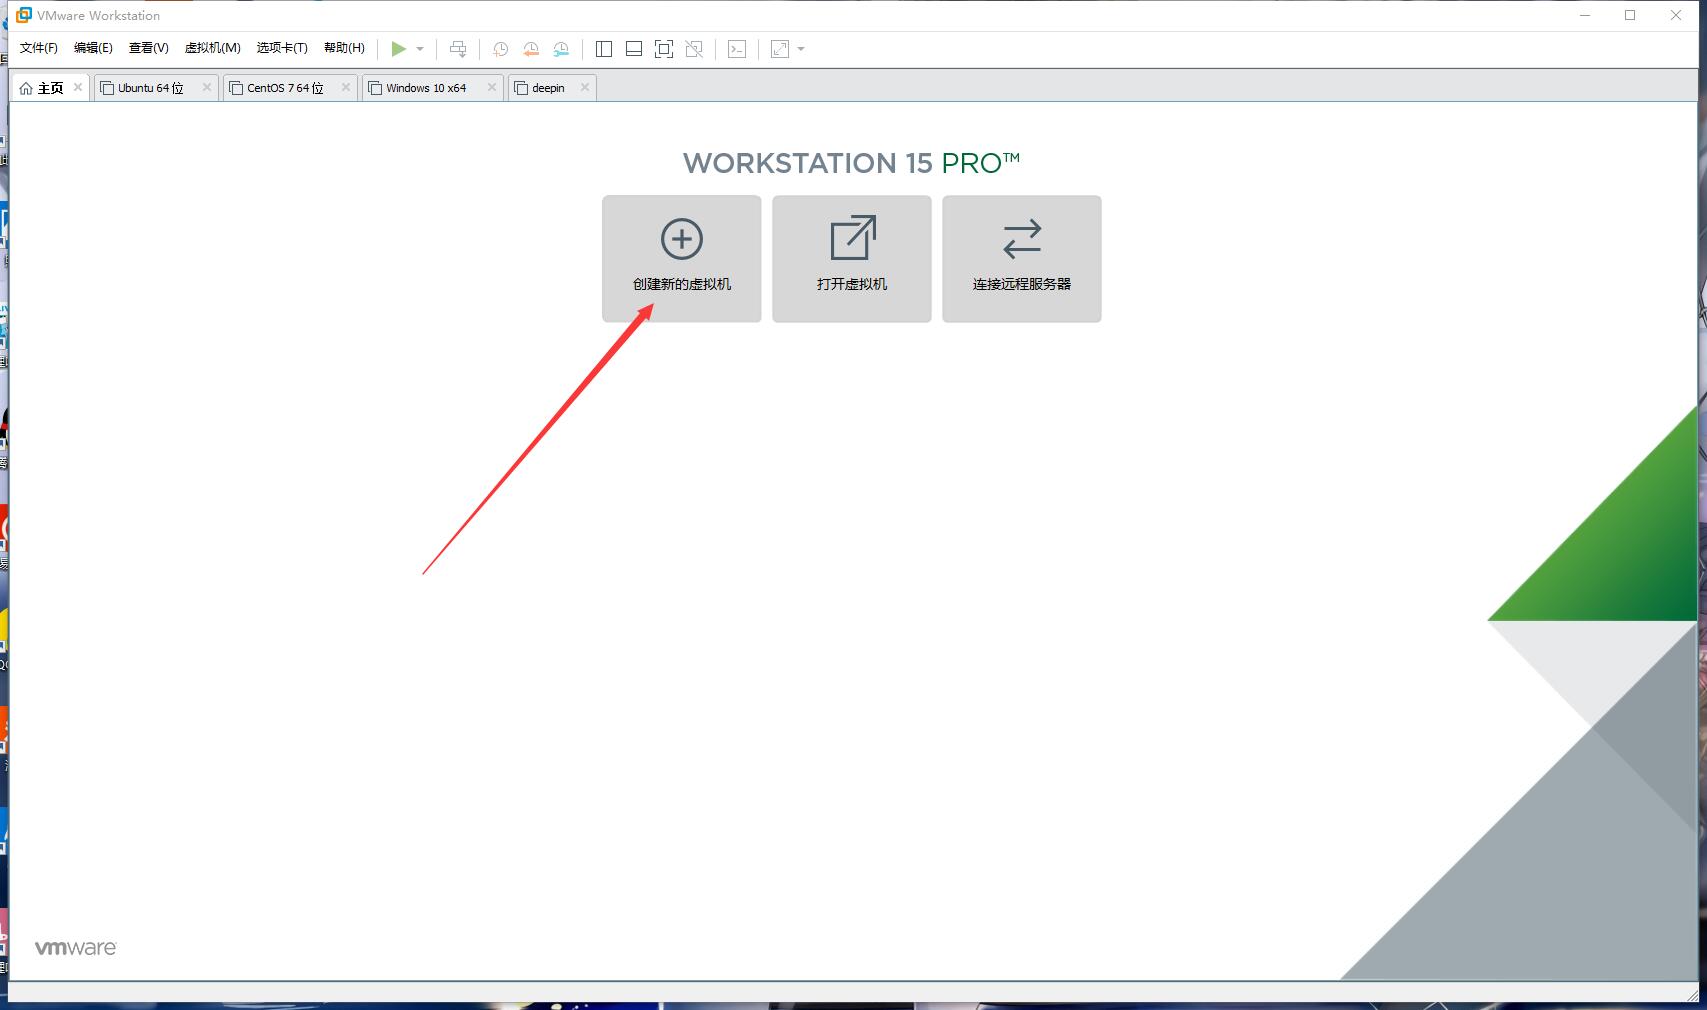 VMware Workstation
文件(F) 编辑(E) 查看(V) 虚拟机(M) 选项卡(T) 帮助(H)
主页 Ubuntu 64 位 CentOS 7 64 位 Windows 10 x64 deepin
WORKSTATION 15 PRO™
创建新的虚拟机 打开虚拟机 连接远程服务器
vmware